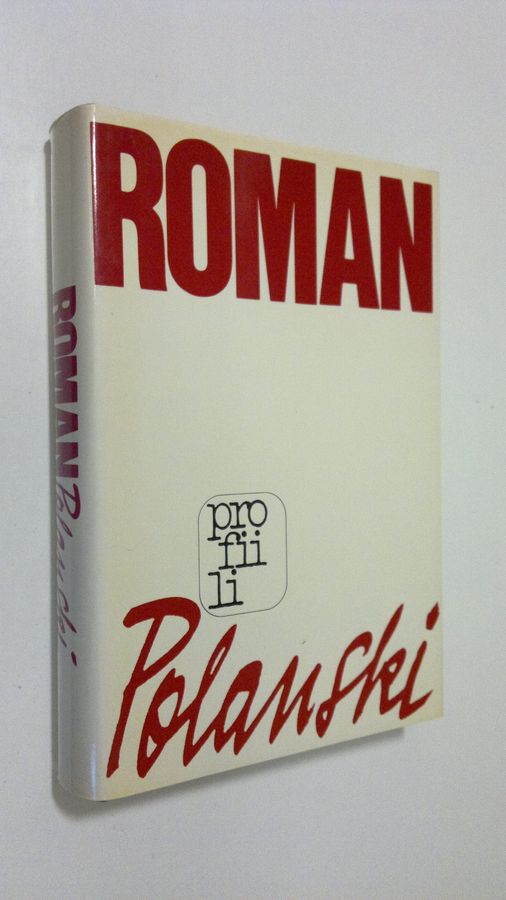 ROMAN
pro
fii
li
Polanski
ROMAN Polanski